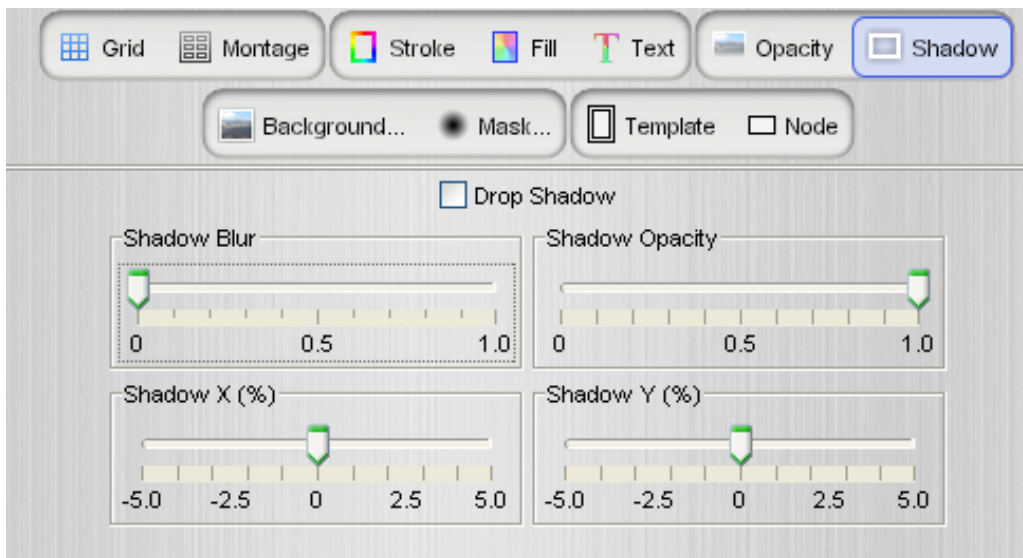 Grid Montage Stroke Fill Text Opacity Shadow
Background... Mask... Template Node
Drop Shadow
Shadow Blur Shadow Opacity
0 0.5 1.0 0 0.5 1.0
Shadow X (%) Shadow Y (%)
-5.0 -2.5 0 2.5 5.0 -5.0 -2.5 0 2.5 5.0